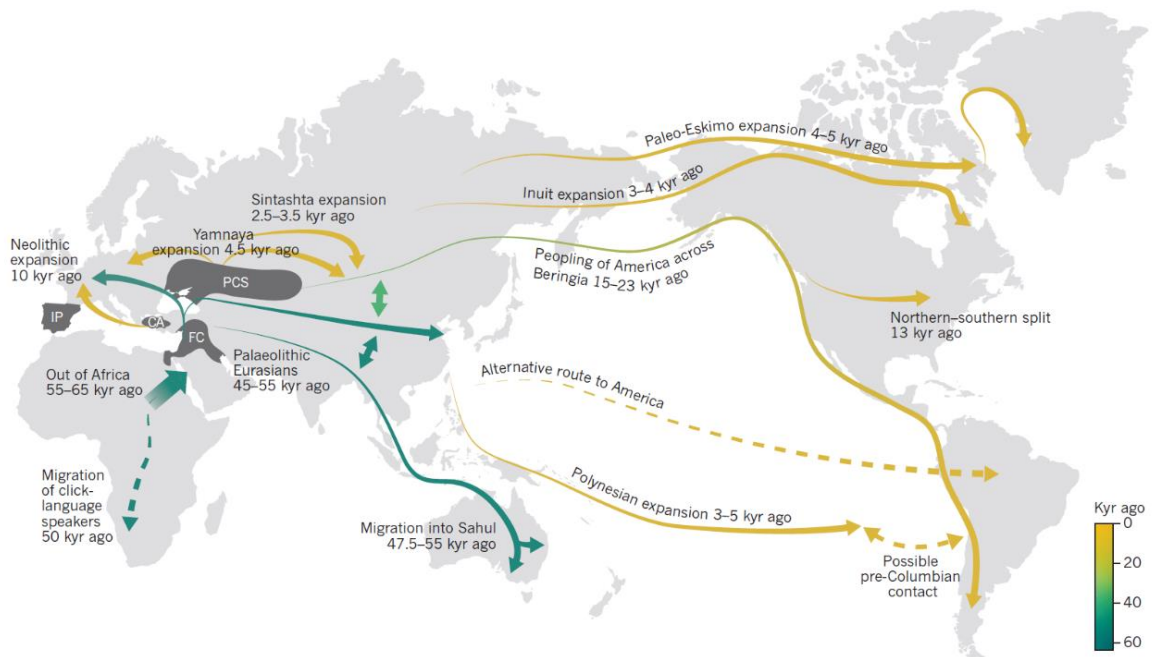 Paleo-Eskimo expansion 4–5 kyr ago
Inuit expansion 3–4 kyr ago
Sintashta expansion
2.5–3.5 kyr ago
Yamnaya
expansion 4.5 kyr ago
Neolithic
expansion
10 kyr ago
PCS
IP
CA
FC
Peopling of America across
Beringia 15–23 kyr ago
Northern–southern split
13 kyr ago
Out of Africa
55–65 kyr ago
Palaeolithic
Eurasians
45–55 kyr ago
Alternative route to America
Migration
of click-
language
speakers
50 kyr ago
Polynesian expansion 3–5 kyr ago
Migration into Sahul
47.5–55 kyr ago
Possible
pre-Columbian
contact
Kyr ago
0
20
40
60